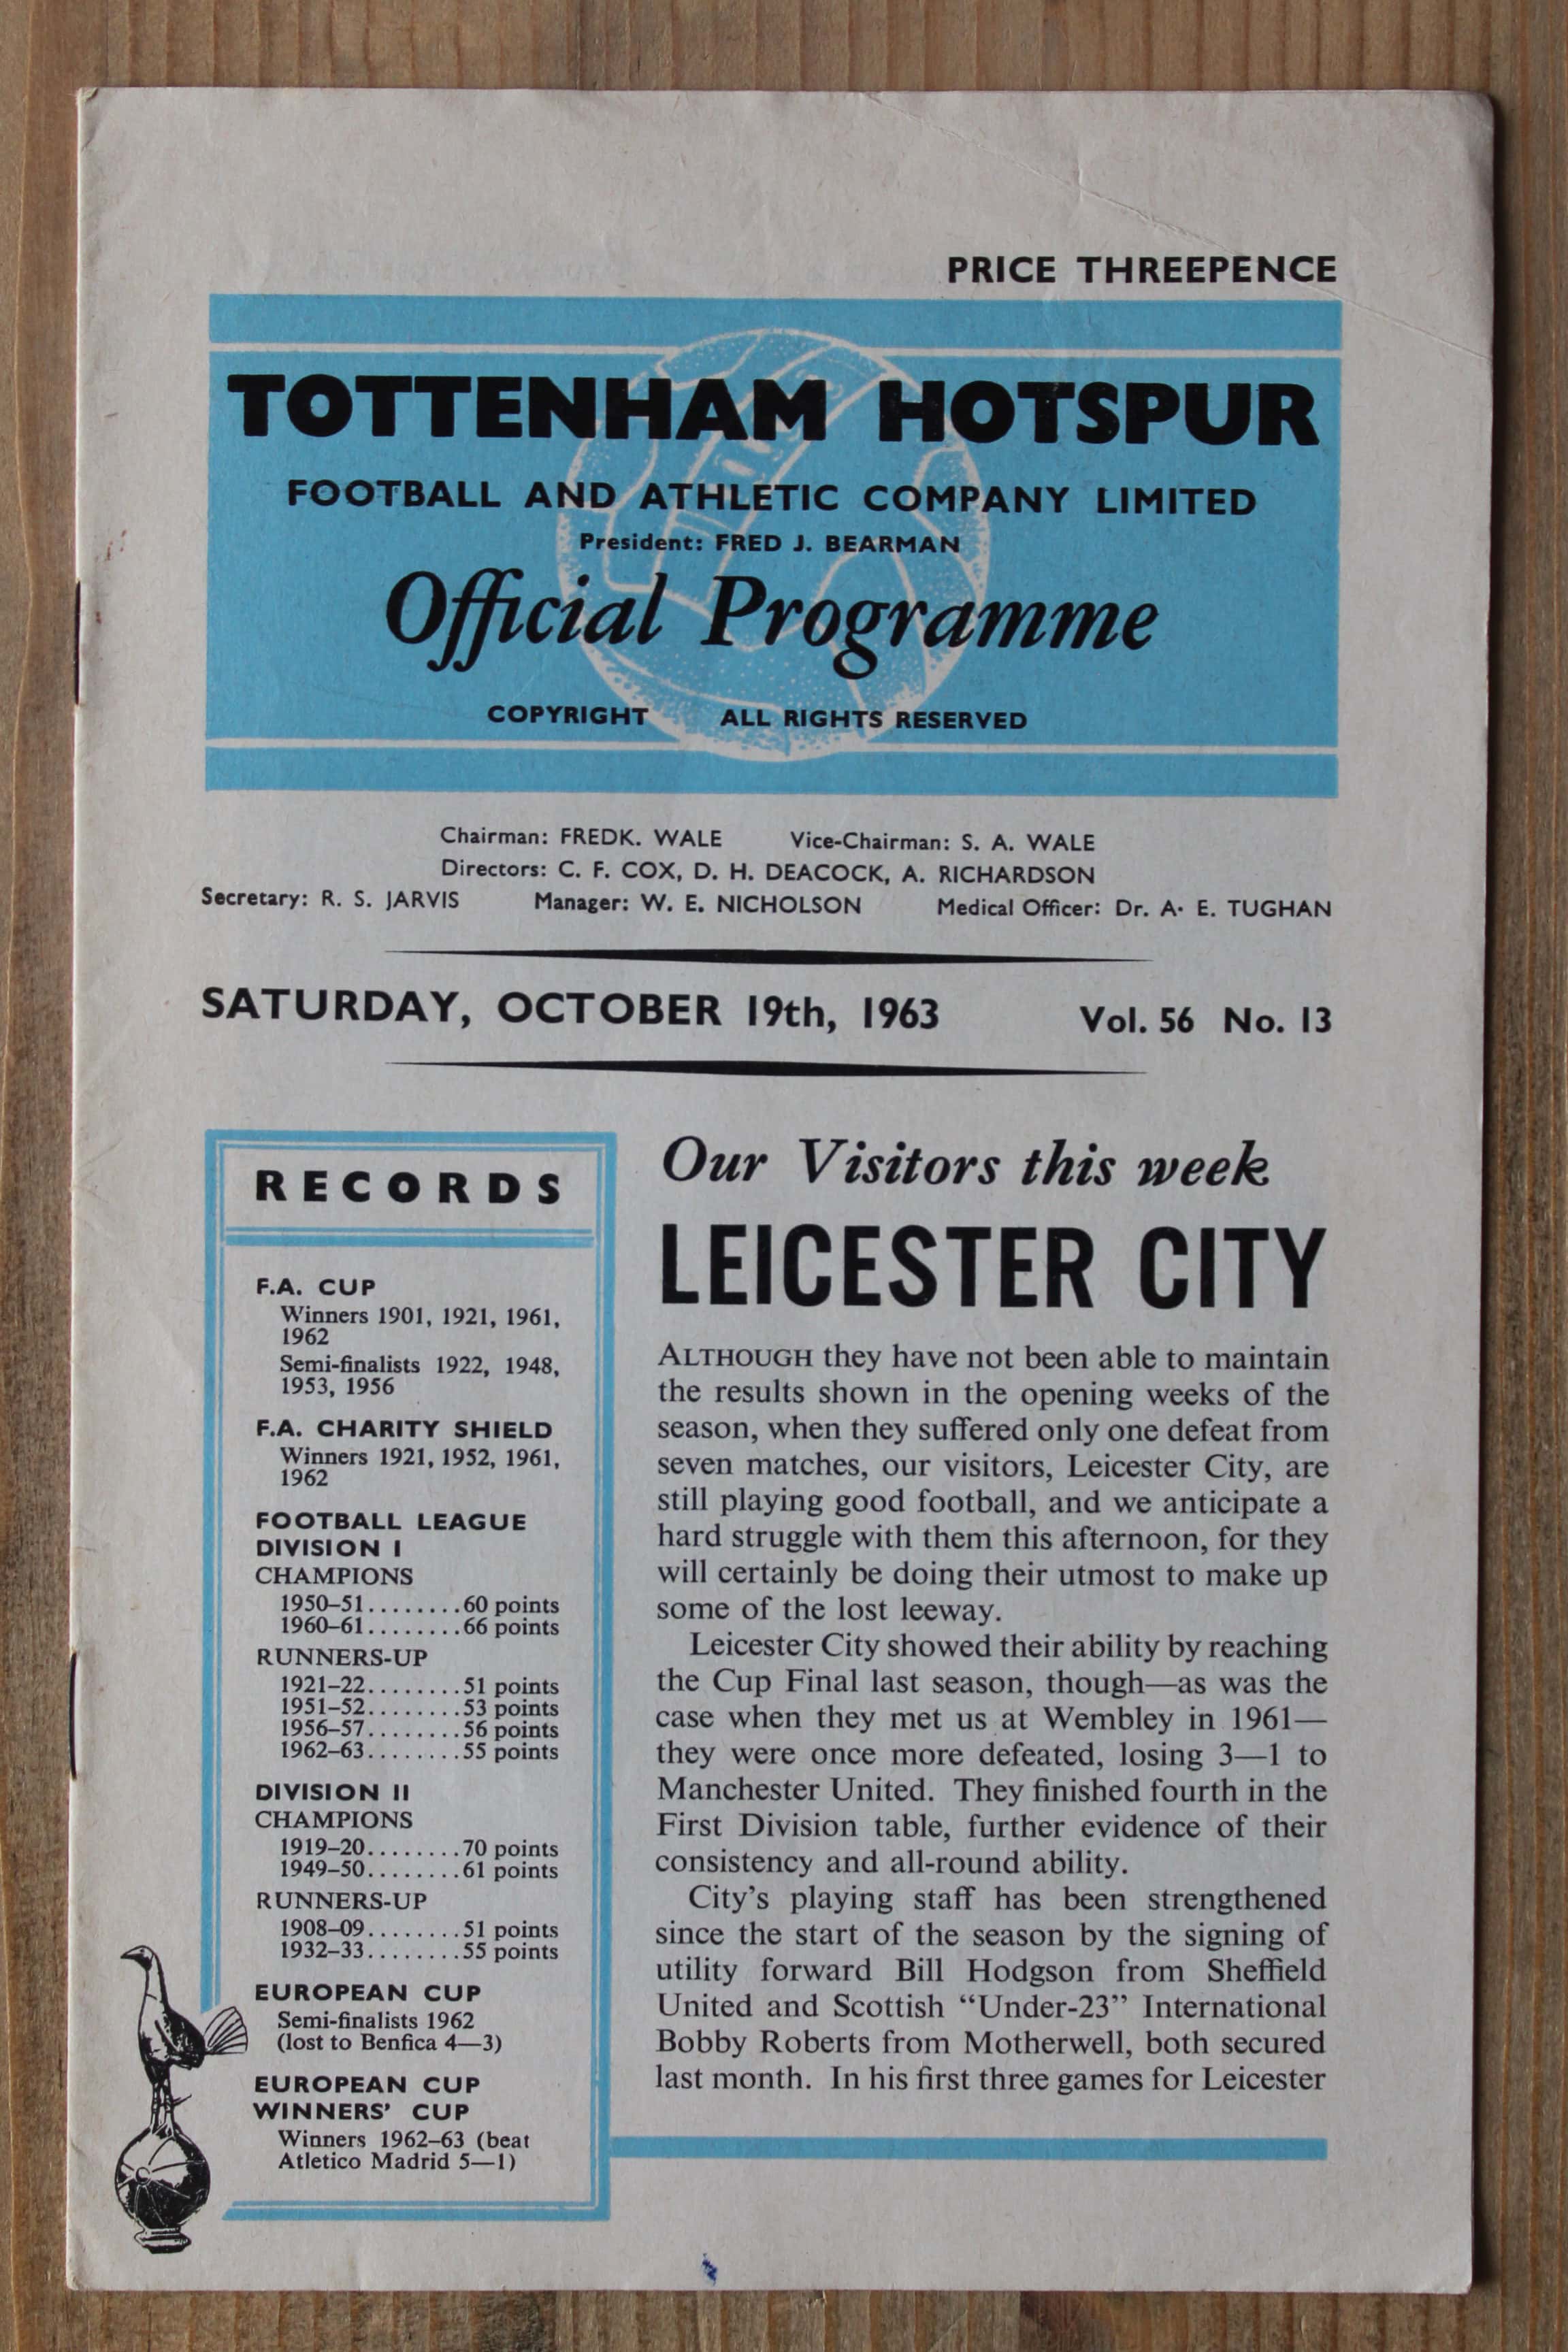 PRICE THREEPENCE
TOTTENHAM HOTSPUR
FOOTBALL AND ATHLETIC COMPANY LIMITED
President: FRED J. BEARMAN
Official Programme
COPYRIGHT ALL RIGHTS RESERVED
Chairman: FREDK. WALE Vice-Chairman: S. A. WALE
Directors: C. F. COX, D. H. DEACOCK, A. RICHARDSON
Secretary: R. S. JARVIS Manager: W. E. NICHOLSON Medical Officer: Dr. A. E. TUGHAN
SATURDAY, OCTOBER 19th, 1963 Vol. 56 No. 13
RECORDS
F.A. CUP
Winners 1901, 1921, 1961,
1962
Semi-finalists 1922, 1948,
1953, 1956
F.A. CHARITY SHIELD
Winners 1921, 1952, 1961,
1962
FOOTBALL LEAGUE
DIVISION I
CHAMPIONS
1950–51........60 points
1960–61........66 points
RUNNERS-UP
1921–22........51 points
1951–52........53 points
1956–57........56 points
1962–63........55 points
DIVISION II
CHAMPIONS
1919–20........70 points
1949–50........61 points
RUNNERS-UP
1908–09........51 points
1932–33........55 points
EUROPEAN CUP
Semi-finalists 1962
(lost to Benfica 4—3)
EUROPEAN CUP
WINNERS' CUP
Winners 1962–63 (beat
Atletico Madrid 5—1)
Our Visitors this week
LEICESTER CITY
ALTHOUGH they have not been able to maintain
the results shown in the opening weeks of the
season, when they suffered only one defeat from
seven matches, our visitors, Leicester City, are
still playing good football, and we anticipate a
hard struggle with them this afternoon, for they
will certainly be doing their utmost to make up
some of the lost leeway.
Leicester City showed their ability by reaching
the Cup Final last season, though—as was the
case when they met us at Wembley in 1961—
they were once more defeated, losing 3—1 to
Manchester United. They finished fourth in the
First Division table, further evidence of their
consistency and all-round ability.
City's playing staff has been strengthened
since the start of the season by the signing of
utility forward Bill Hodgson from Sheffield
United and Scottish “Under-23” International
Bobby Roberts from Motherwell, both secured
last month. In his first three games for Leicester